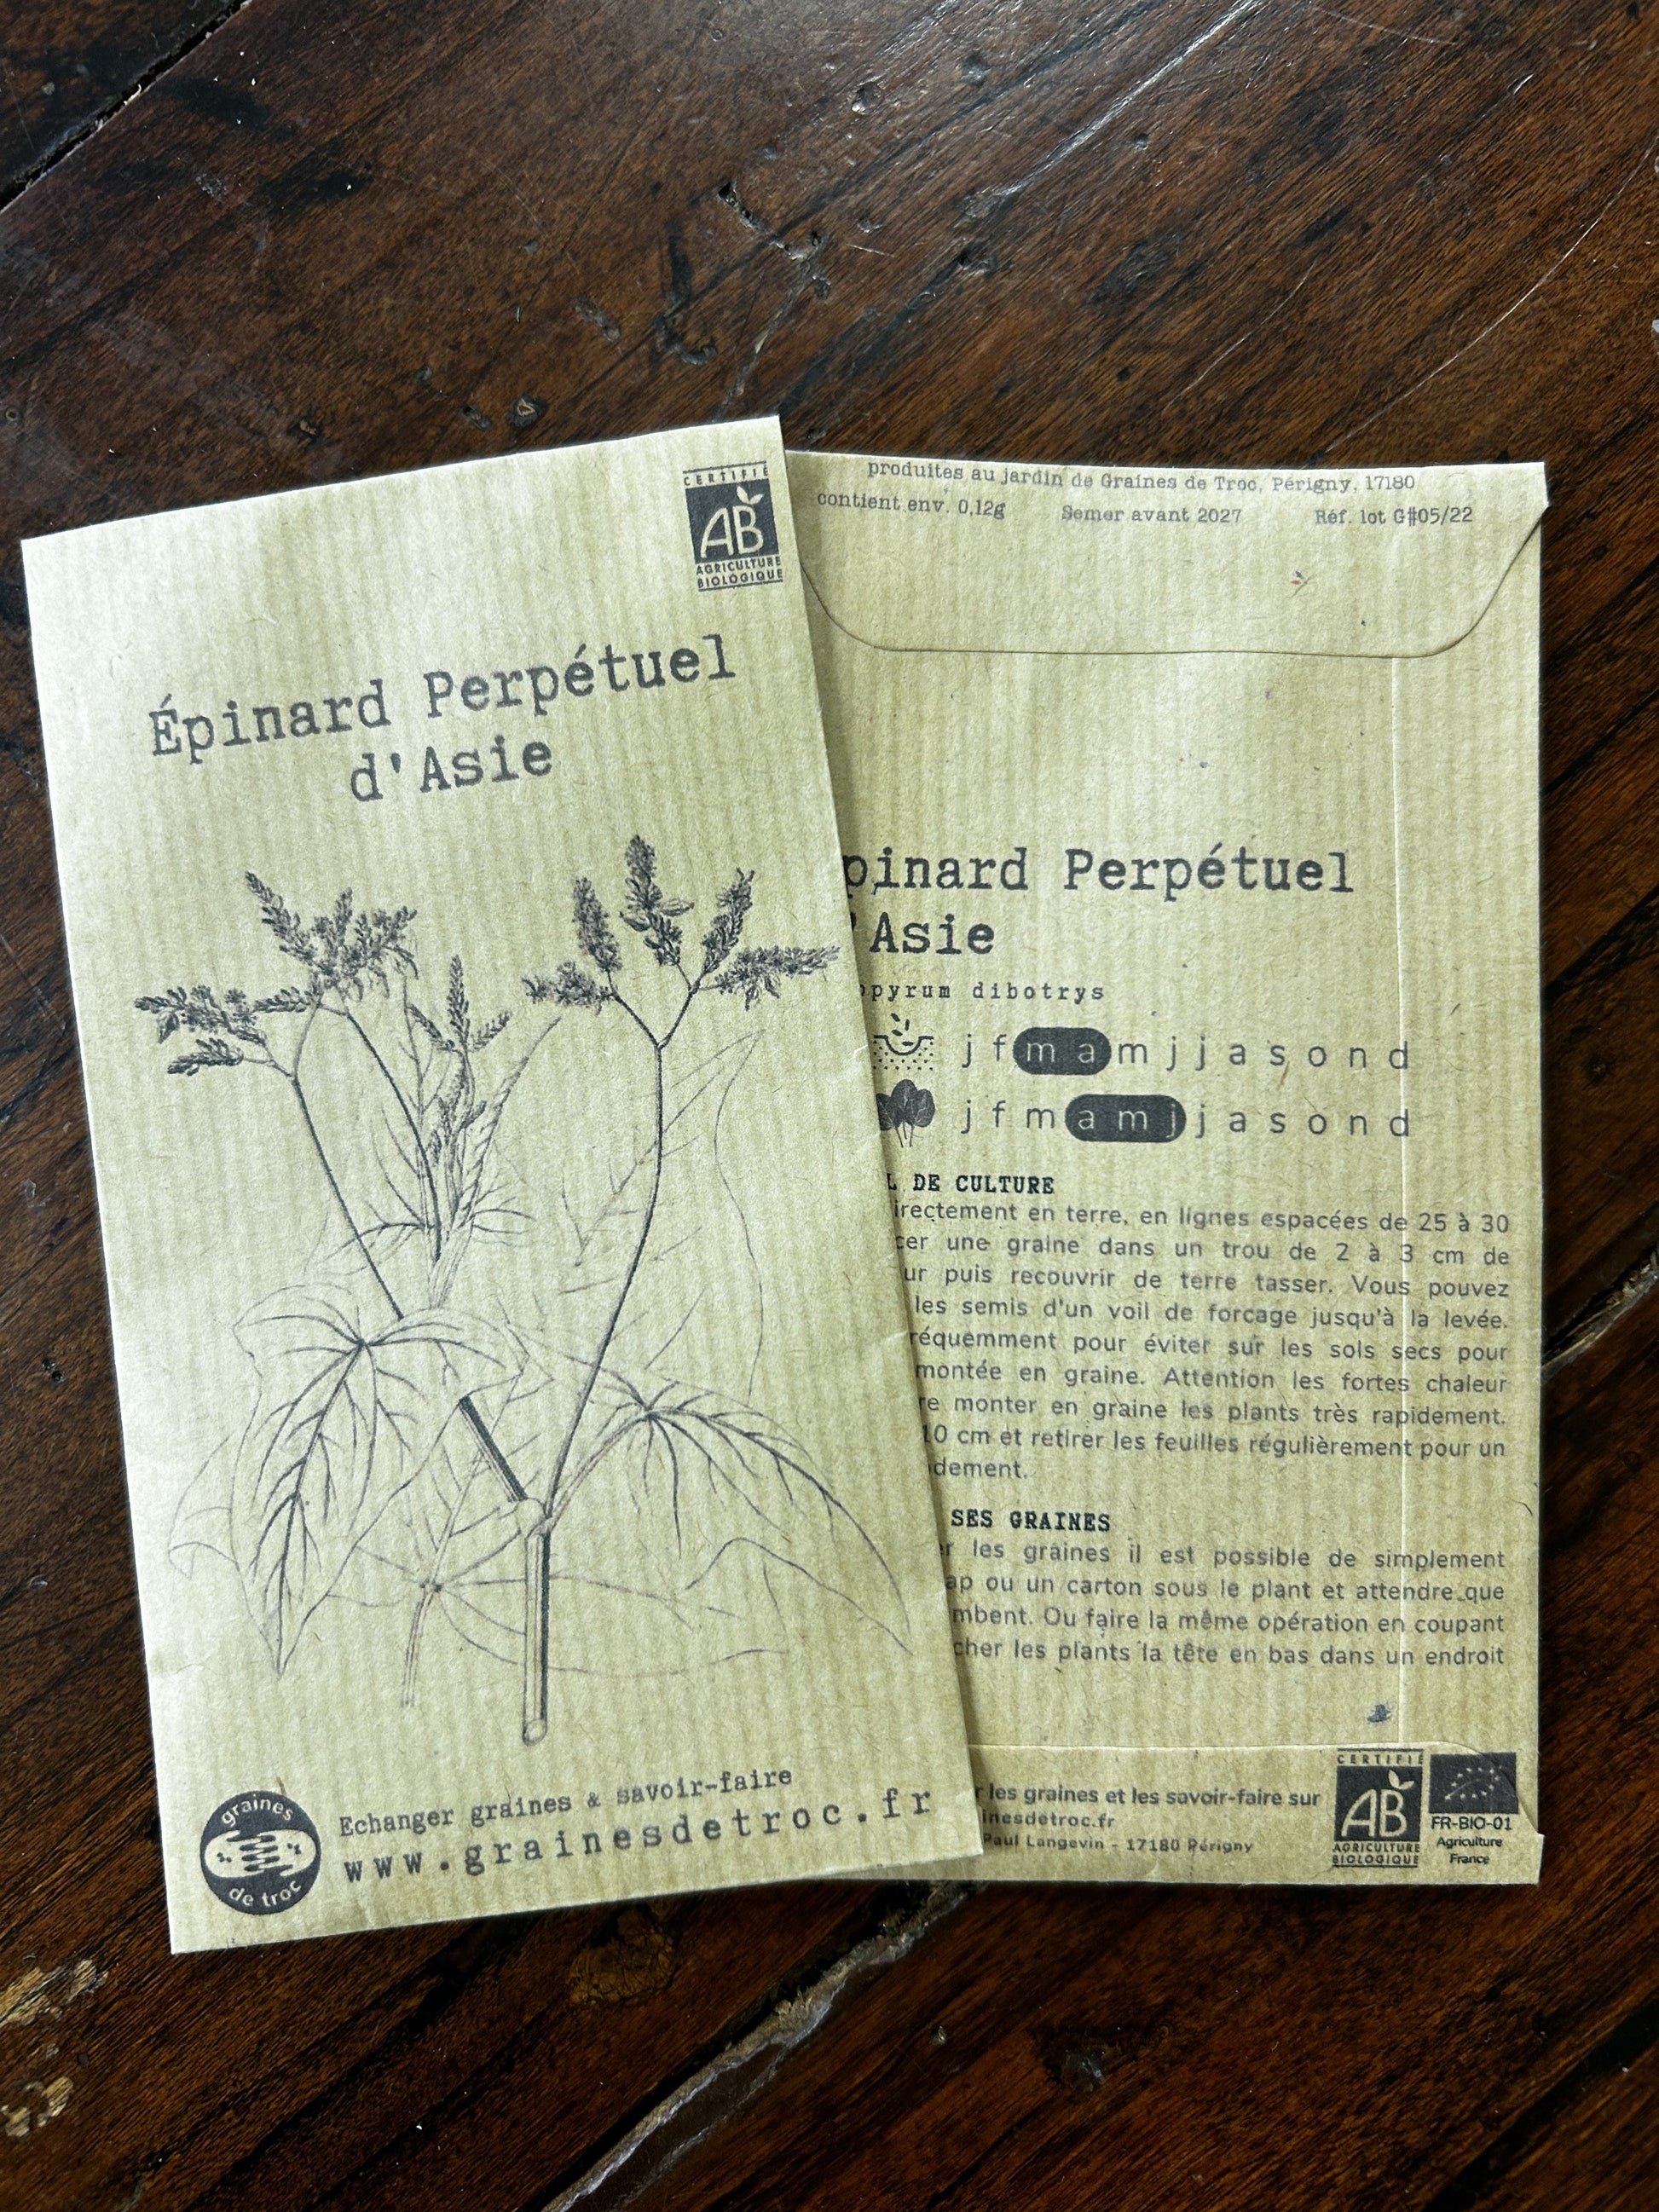 CERTIFIÉ
AB
AGRICULTURE
BIOLOGIQUE
Épinard Perpétuel
d'Asie
graines
de troc
Echanger graines & savoir-faire
www.grainesdetroc.fr
produites au jardin de Graines de Troc, Périgny, 17180
contient env. 0,12g Semer avant 2027 Réf. lot G#05/22
pinard Perpétuel
'Asie
opyrum dibotrys
j f m a m j j a s o n d
j f m a m j j a s o n d
L DE CULTURE
irectement en terre, en lignes espacées de 25 à 30
cer une graine dans un trou de 2 à 3 cm de
ur puis recouvrir de terre tasser. Vous pouvez
les semis d'un voil de forcage jusqu'à la levée.
réquemment pour éviter sur les sols secs pour
montée en graine. Attention les fortes chaleur
re monter en graine les plants très rapidement.
10 cm et retirer les feuilles régulièrement pour un
dement.
SES GRAINES
r les graines il est possible de simplement
ap ou un carton sous le plant et attendre que
mbent. Ou faire la même opération en coupant
cher les plants la tête en bas dans un endroit
r les graines et les savoir-faire sur
inesdetroc.fr
Paul Langevin - 17180 Périgny
CERTIFIÉ
AB
AGRICULTURE
BIOLOGIQUE
FR-BIO-01
Agriculture
France